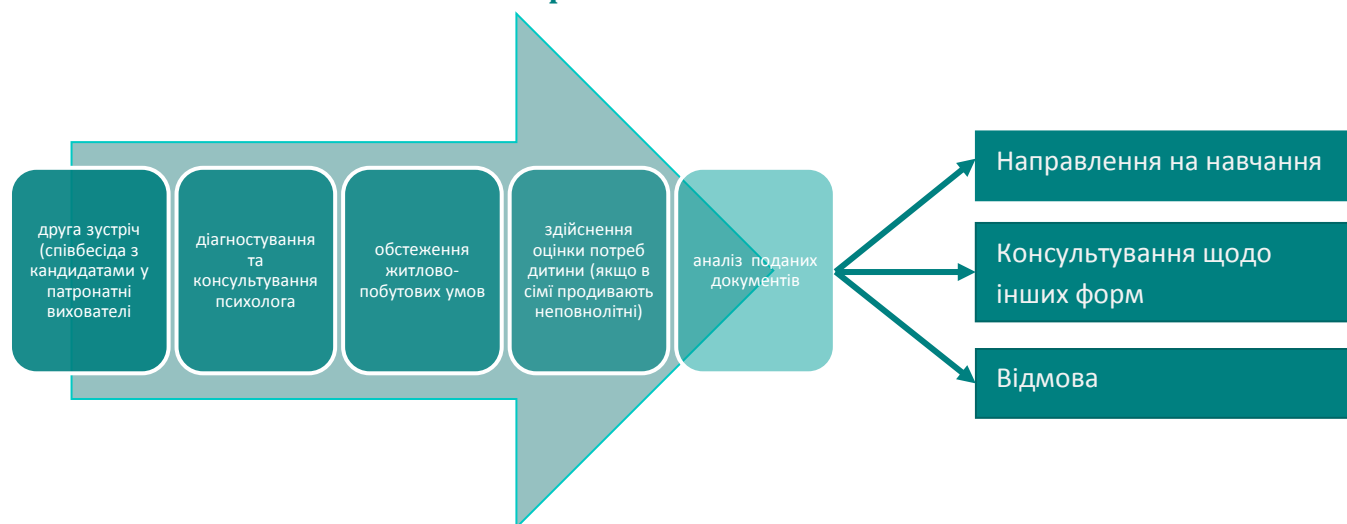 друга зустріч
(співбесіда з
кандидатами у
патронатні
вихователі
діагностування
та
консультування
психолога
обстеження
житлово-
побутових умов
здійснення
оцінки потреб
дитини (якщо в
сімї продивають
неповнолітні)
аналіз поданих
документів
Направлення на навчання
Консультування щодо
інших форм
Відмова